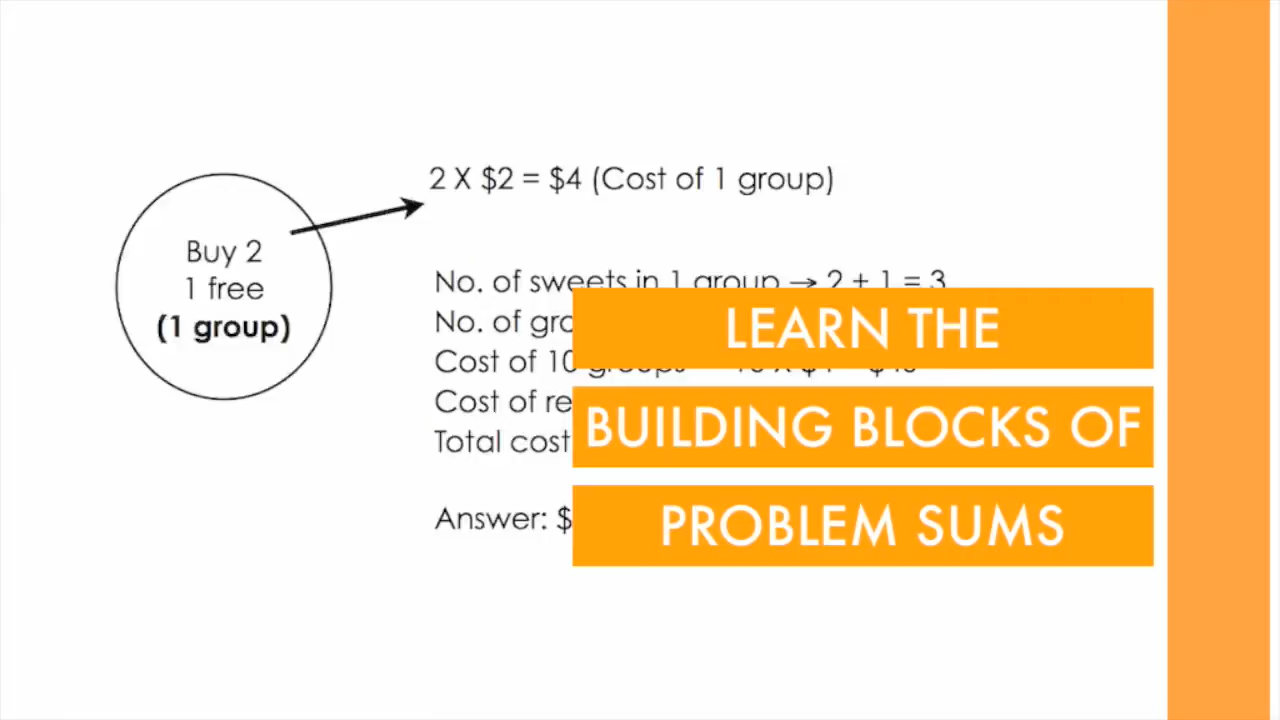 2 X $2 = $4 (Cost of 1 group)
Buy 2
1 free
(1 group)
No. of sweets in 1 group → 2 + 1 = 3
No. of
Cost of 10 groups
Cost of
Total cost
Answer: $
LEARN THE
BUILDING BLOCKS OF
PROBLEM SUMS